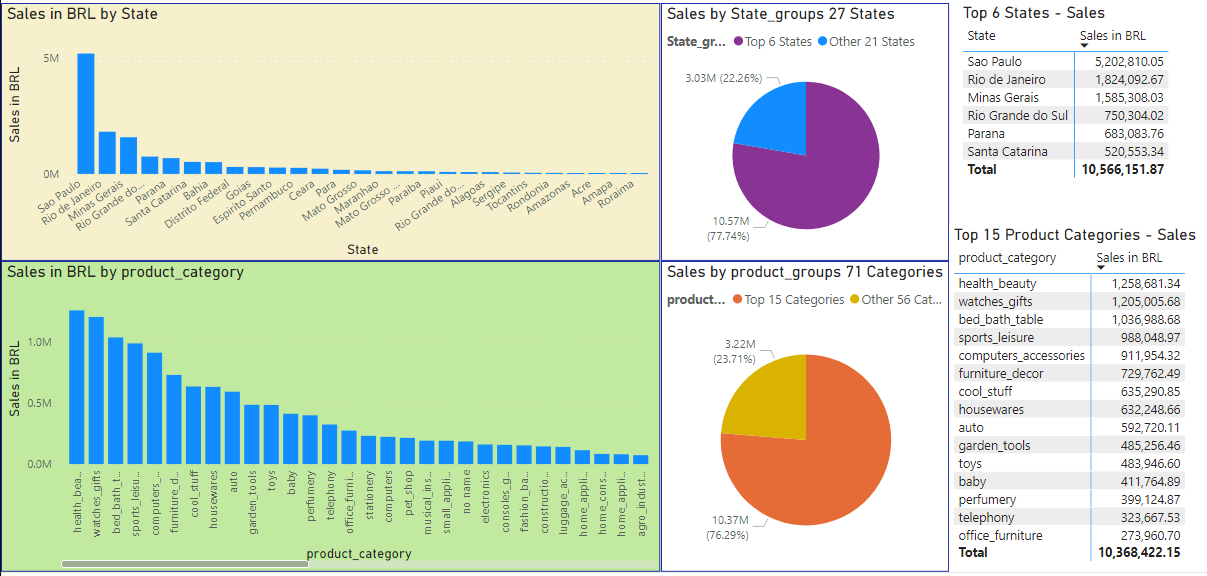 Sales in BRL by State
Sales in BRL
5M
0M
Sao Paulo
Rio de Janeiro
Minas Gerais
Rio Grande do...
Parana
Santa Catarina
Bahia
Distrito Federal
Goias
Espirito Santo
Pernambuco
Ceara
Para
Mato Grosso
Maranhao
Mato Grosso ...
Paraiba
Piaui
Rio Grande do...
Alagoas
Sergipe
Tocantins
Rondonia
Amazonas
Acre
Amapa
Roraima
State
Sales by State_groups 27 States
State_gr... Top 6 States Other 21 States
3.03M (22.26%)
10.57M
(77.74%)
Top 6 States - Sales
State Sales in BRL
Sao Paulo 5,202,810.05
Rio de Janeiro 1,824,092.67
Minas Gerais 1,585,308.03
Rio Grande do Sul 750,304.02
Parana 683,083.76
Santa Catarina 520,553.34
Total 10,566,151.87
Sales in BRL by product_category
Sales in BRL
1.0M
0.5M
0.0M
health_bea...
watches_gifts
bed_bath_t...
sports_leisu...
computers_...
furniture_d...
cool_stuff
housewares
auto
garden_tools
toys
baby
perfumery
telephony
office_furni...
stationery
computers
pet_shop
musical_ins...
small_appli...
no name
electronics
consoles_g...
fashion_ba...
constructio...
luggage_ac...
home_appli...
home_cons...
home_appli...
agro_indust...
product_category
Sales by product_groups 71 Categories
product... Top 15 Categories Other 56 Cat...
3.22M
(23.71%)
10.37M
(76.29%)
Top 15 Product Categories - Sales
product_category Sales in BRL
health_beauty 1,258,681.34
watches_gifts 1,205,005.68
bed_bath_table 1,036,988.68
sports_leisure 988,048.97
computers_accessories 911,954.32
furniture_decor 729,762.49
cool_stuff 635,290.85
housewares 632,248.66
auto 592,720.11
garden_tools 485,256.46
toys 483,946.60
baby 411,764.89
perfumery 399,124.87
telephony 323,667.53
office_furniture 273,960.70
Total 10,368,422.15